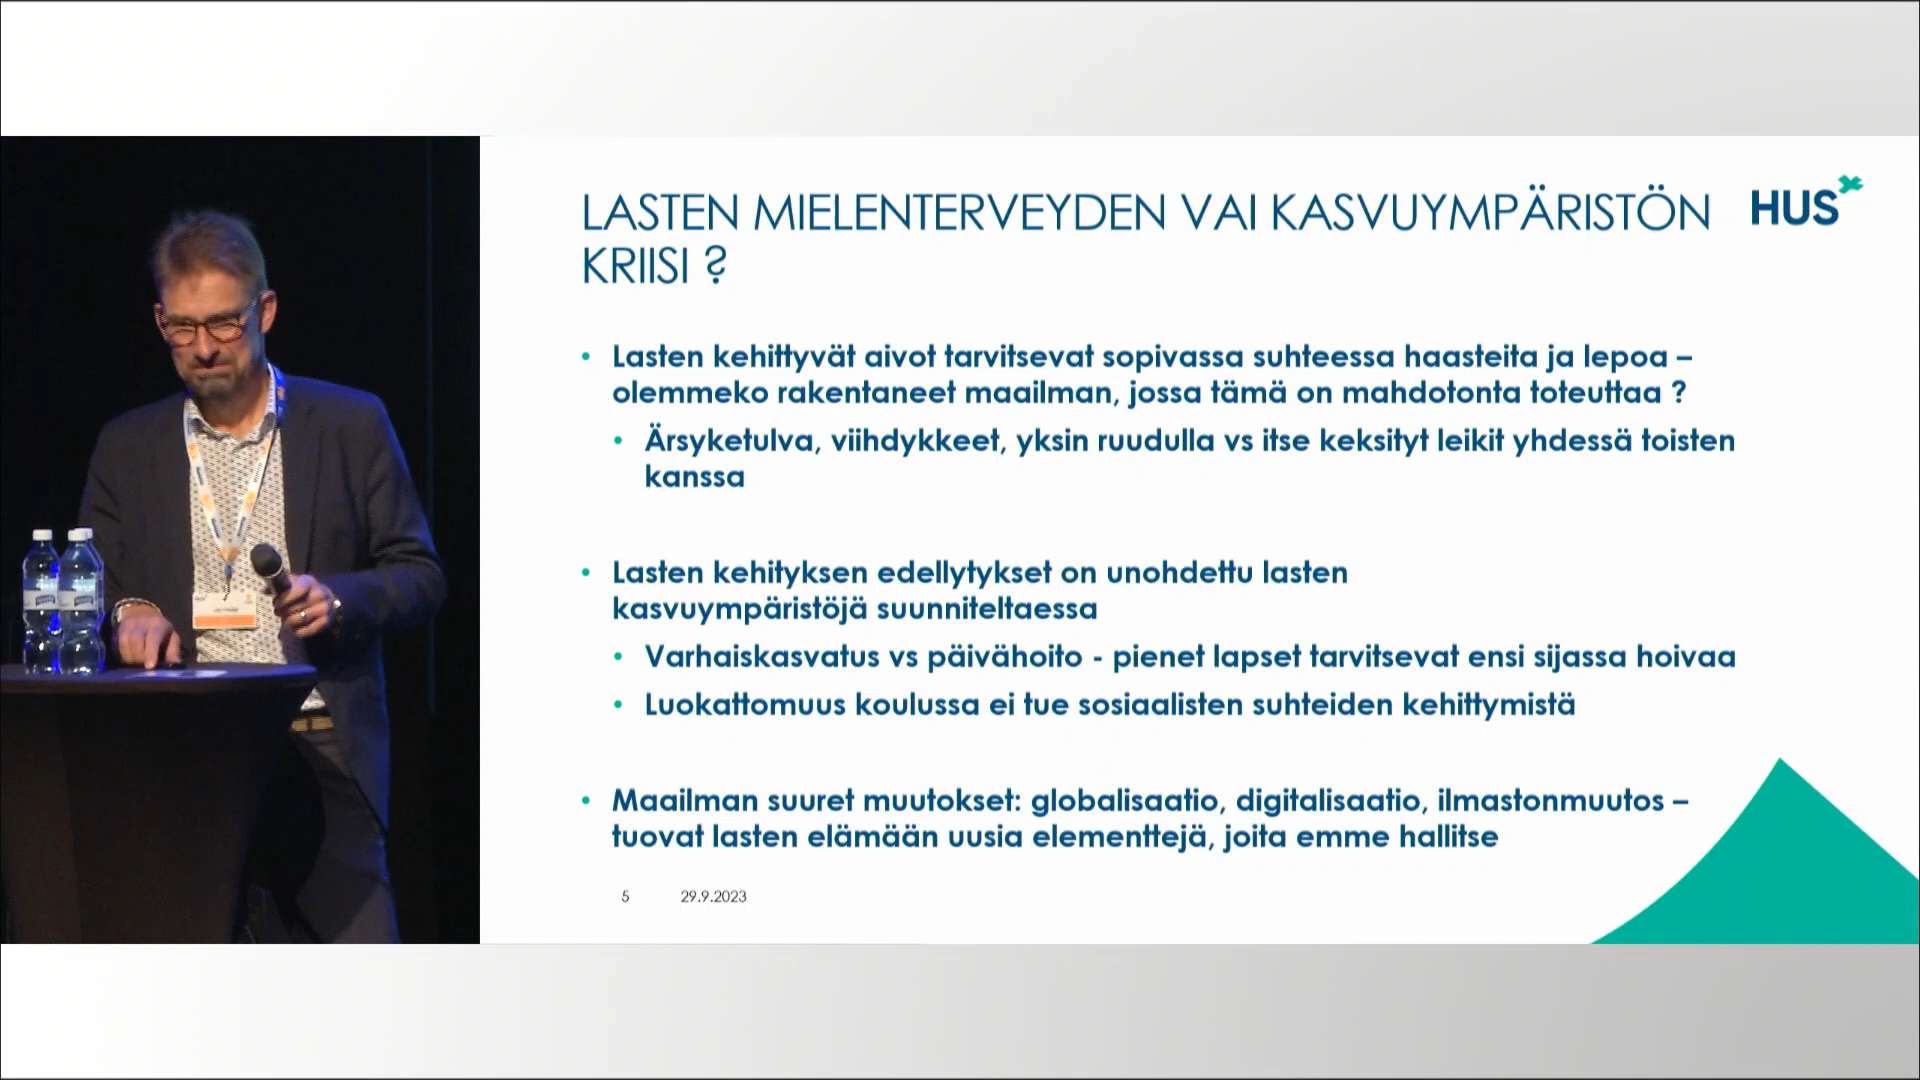 LASTEN MIELENTERVEYDEN VAI KASVUYMPÄRISTÖN
KRIISI ?
HUS
• Lasten kehittyvät aivot tarvitsevat sopivassa suhteessa haasteita ja lepoa –
olemmeko rakentaneet maailman, jossa tämä on mahdotonta toteuttaa ?
• Ärsyketulva, viihdykkeet, yksin ruudulla vs itse keksityt leikit yhdessä toisten
kanssa
• Lasten kehityksen edellytykset on unohdettu lasten
kasvuympäristöjä suunniteltaessa
• Varhaiskasvatus vs päivähoito - pienet lapset tarvitsevat ensi sijassa hoivaa
• Luokattomuus koulussa ei tue sosiaalisten suhteiden kehittymistä
• Maailman suuret muutokset: globalisaatio, digitalisaatio, ilmastonmuutos –
tuovat lasten elämään uusia elementtejä, joita emme hallitse
5 29.9.2023